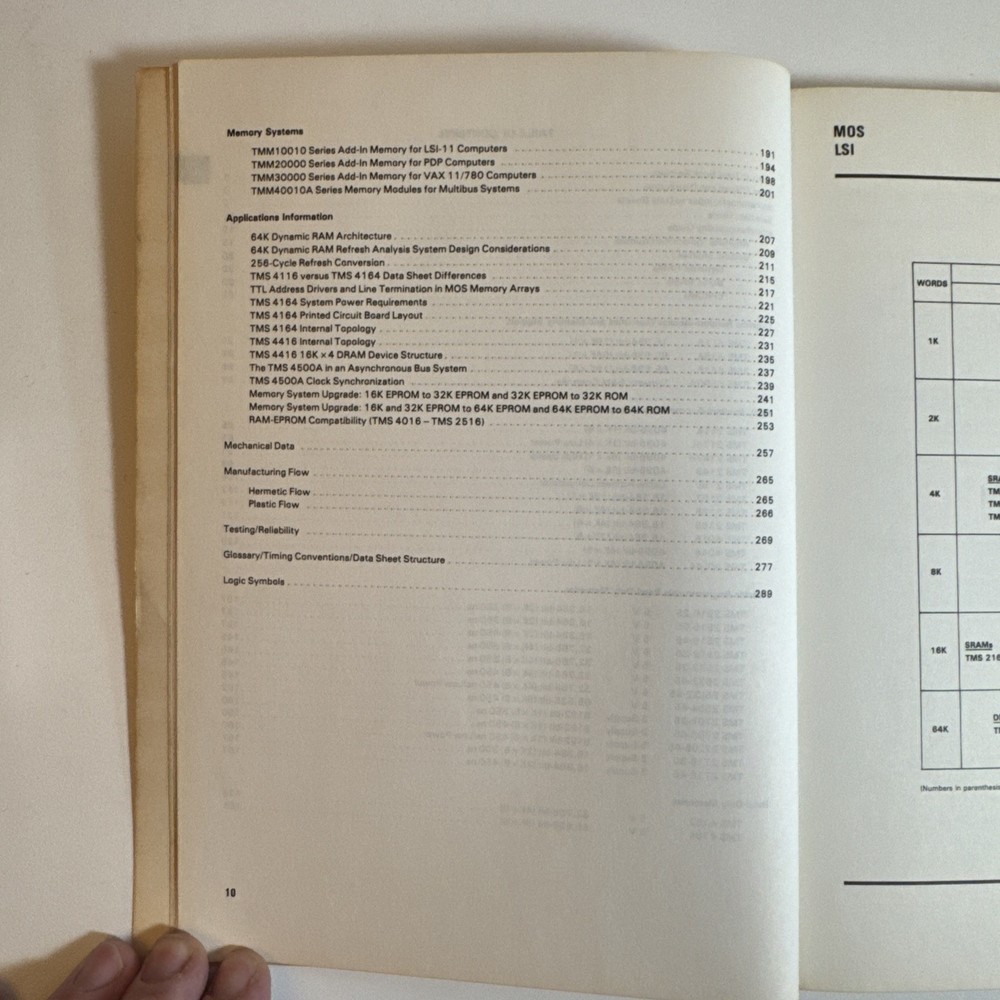 Memory Systems
TMM10010 Series Add-In Memory for LSI-11 Computers 191
TMM20000 Series Add-In Memory for PDP Computers 194
TMM30000 Series Add-In Memory for VAX 11/780 Computers 198
TMM40010A Series Memory Modules for Multibus Systems 201
Applications Information
64K Dynamic RAM Architecture 207
64K Dynamic RAM Refresh Analysis System Design Considerations 209
256-Cycle Refresh Conversion 211
TMS 4116 versus TMS 4164 Data Sheet Differences 215
TTL Address Drivers and Line Termination in MOS Memory Arrays 217
TMS 4164 System Power Requirements 221
TMS 4164 Printed Circuit Board Layout 225
TMS 4164 Internal Topology 227
TMS 4416 Internal Topology 231
TMS 4416 16K × 4 DRAM Device Structure 235
The TMS 4500A in an Asynchronous Bus System 237
TMS 4500A Clock Synchronization 239
Memory System Upgrade: 16K EPROM to 32K EPROM and 32K EPROM to 32K ROM 241
Memory System Upgrade: 16K and 32K EPROM to 64K EPROM and 64K EPROM to 64K ROM 251
RAM-EPROM Compatibility (TMS 4016 – TMS 2516) 253
Mechanical Data 257
Manufacturing Flow 265
Hermetic Flow 265
Plastic Flow 266
Testing/Reliability 269
Glossary/Timing Conventions/Data Sheet Structure 277
Logic Symbols 289
10
MOS
LSI
WORDS
1K
2K
4K
8K
16K
SRAMs
TMS 216
64K
(Numbers in parenthesis